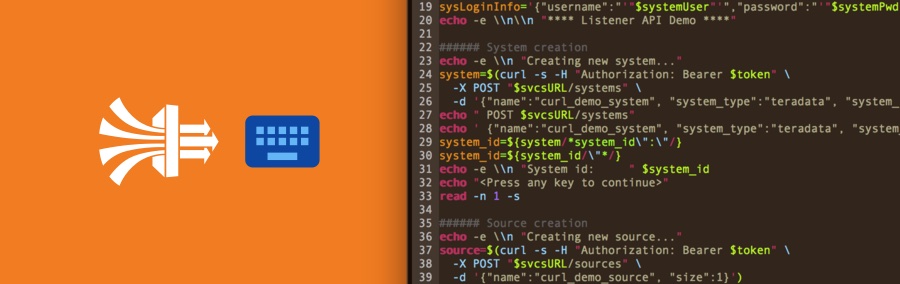 19 sysLoginInfo='{"username":"'"$systemUser"'","password":"'"$systemPwd
20 echo -e \\n\\n "**** Listener API Demo ****"
21
22 ###### System creation
23 echo -e \\n "Creating new system..."
24 system=$(curl -s -H "Authorization: Bearer $token" \
25 -X POST "$svcsURL/systems" \
26 -d '{"name":"curl_demo_system", "system_type":"teradata", "system_
27 echo " POST $svcsURL/systems"
28 echo ' {"name":"curl_demo_system", "system_type":"teradata", "system_
29 system_id=${system/*system_id\":\"/}
30 system_id=${system_id/\"*/}
31 echo -e \\n "System id: " $system_id
32 echo "<Press any key to continue>"
33 read -n 1 -s
34
35 ###### Source creation
36 echo -e \\n "Creating new source..."
37 source=$(curl -s -H "Authorization: Bearer $token" \
38 -X POST "$svcsURL/sources" \
39 -d '{"name":"curl_demo_source", "size":1}')